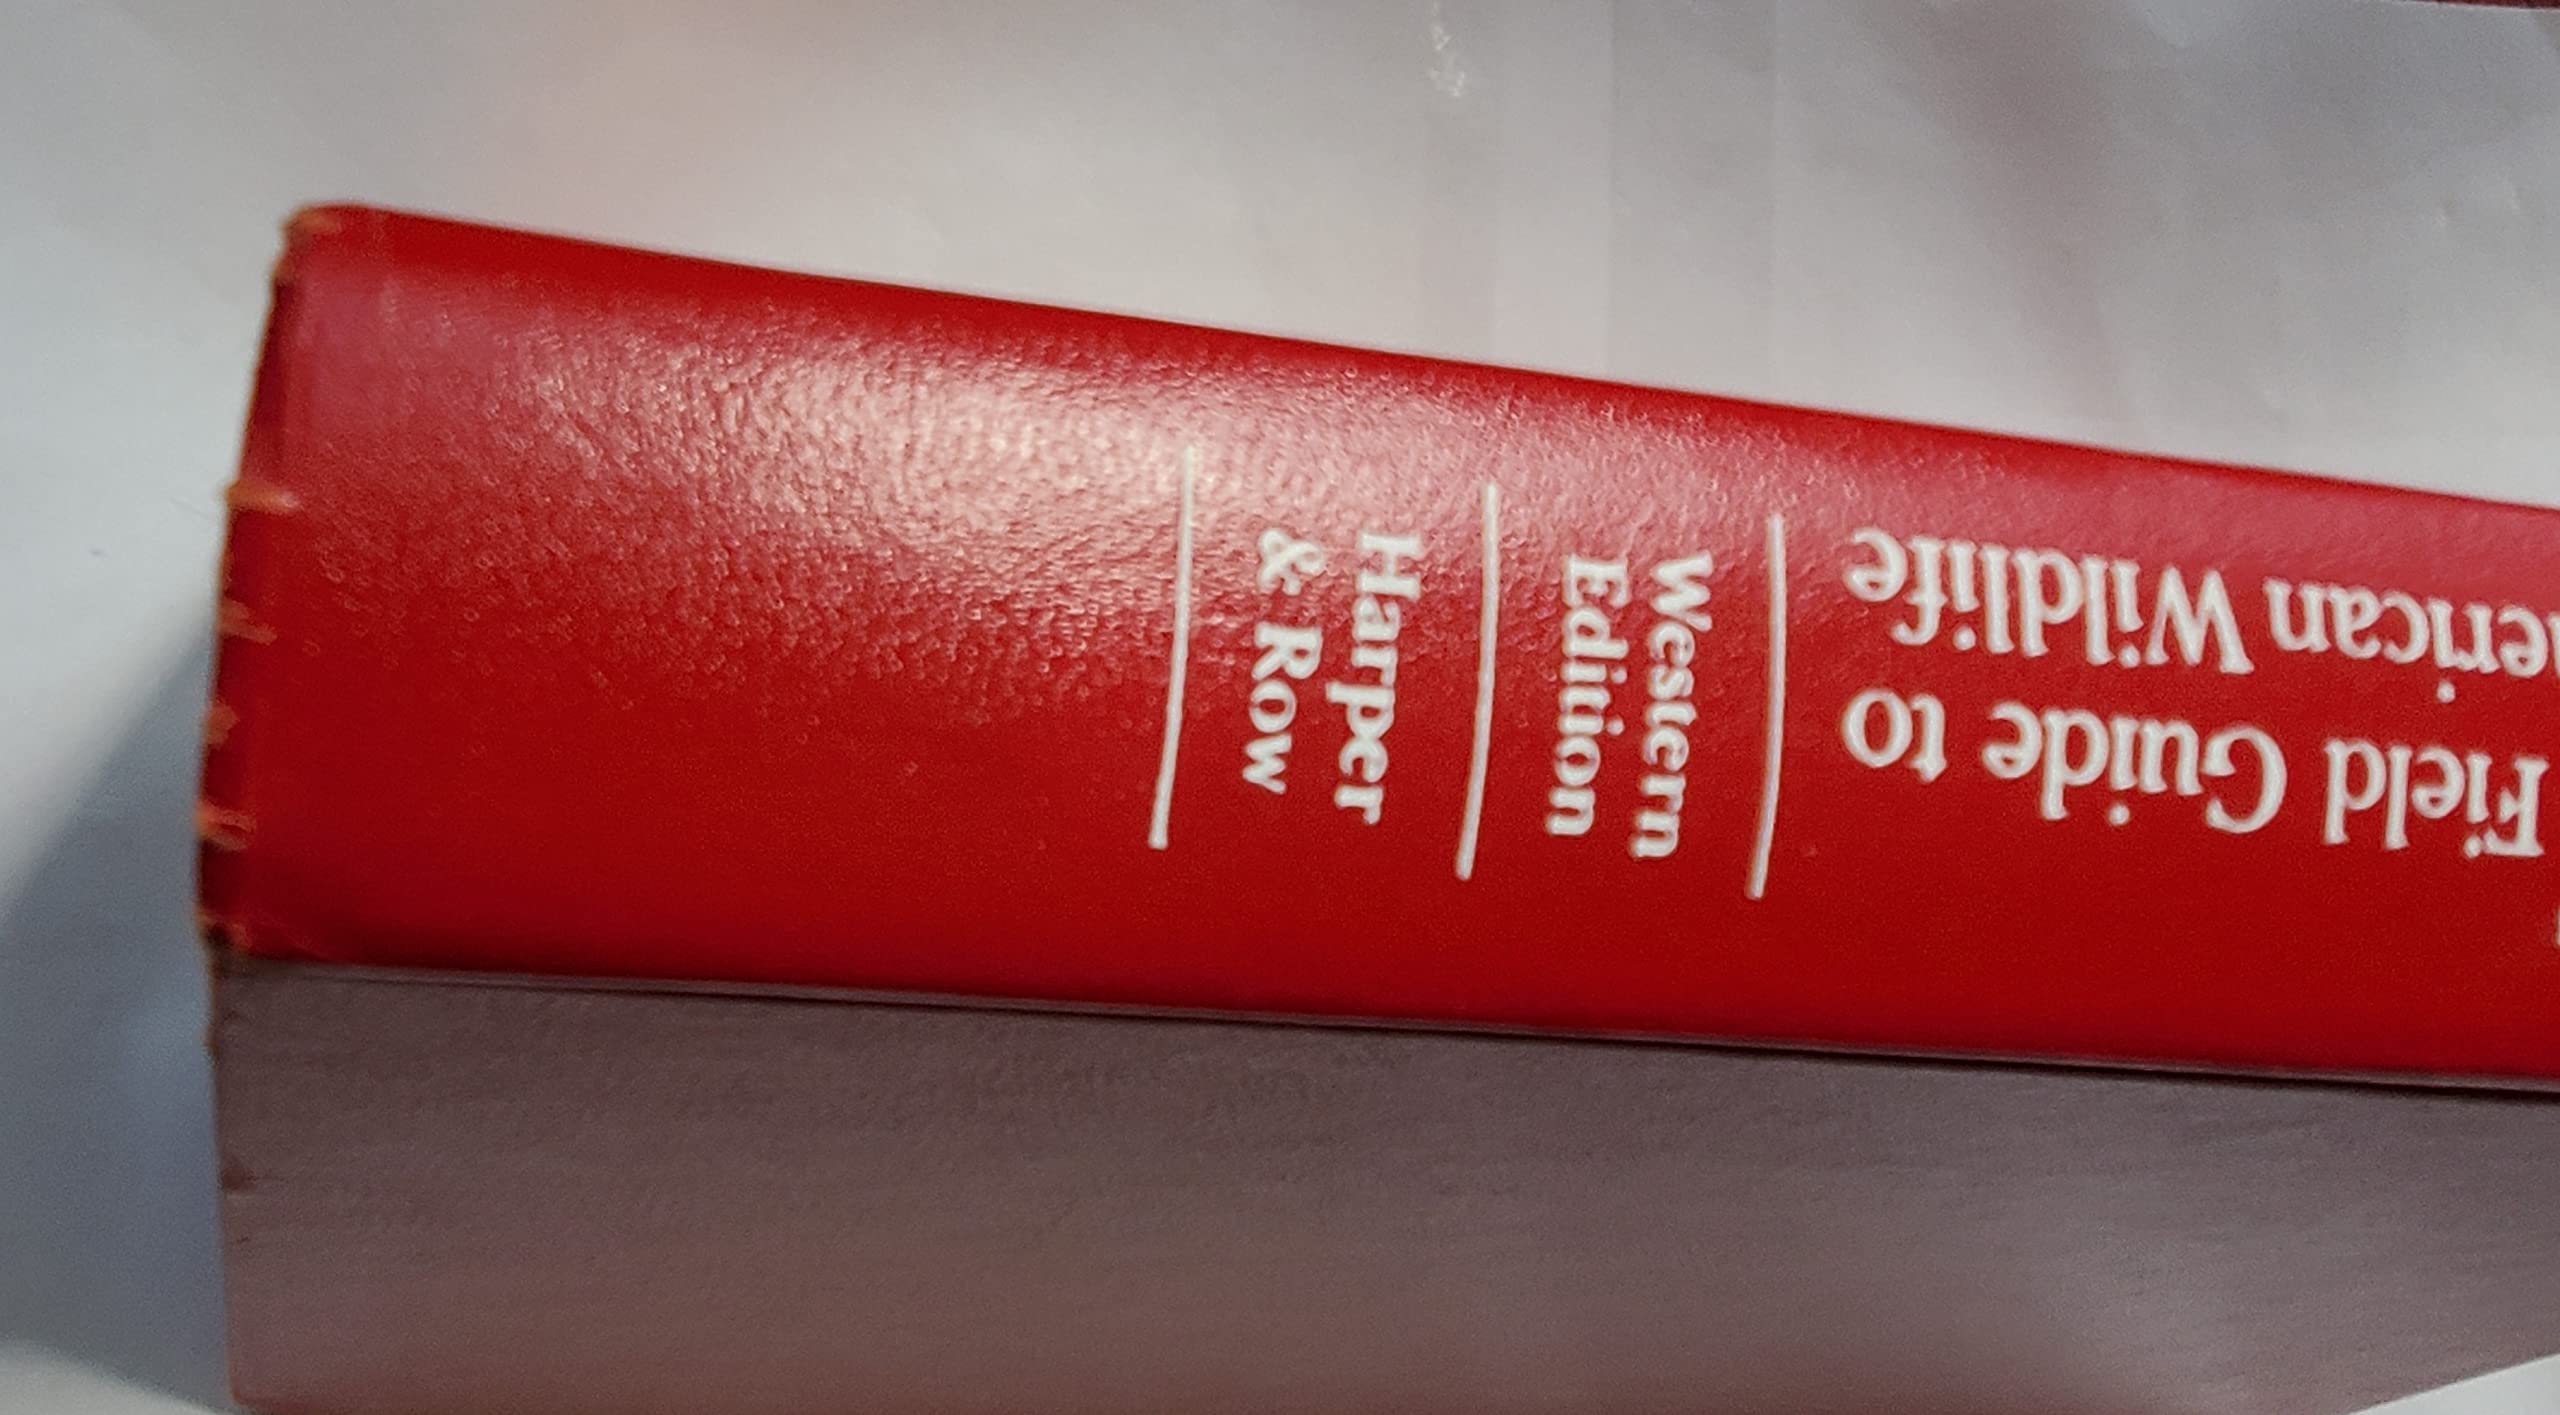 Field Guide to
erican Wildlife
Western
Edition
Harper
& Row